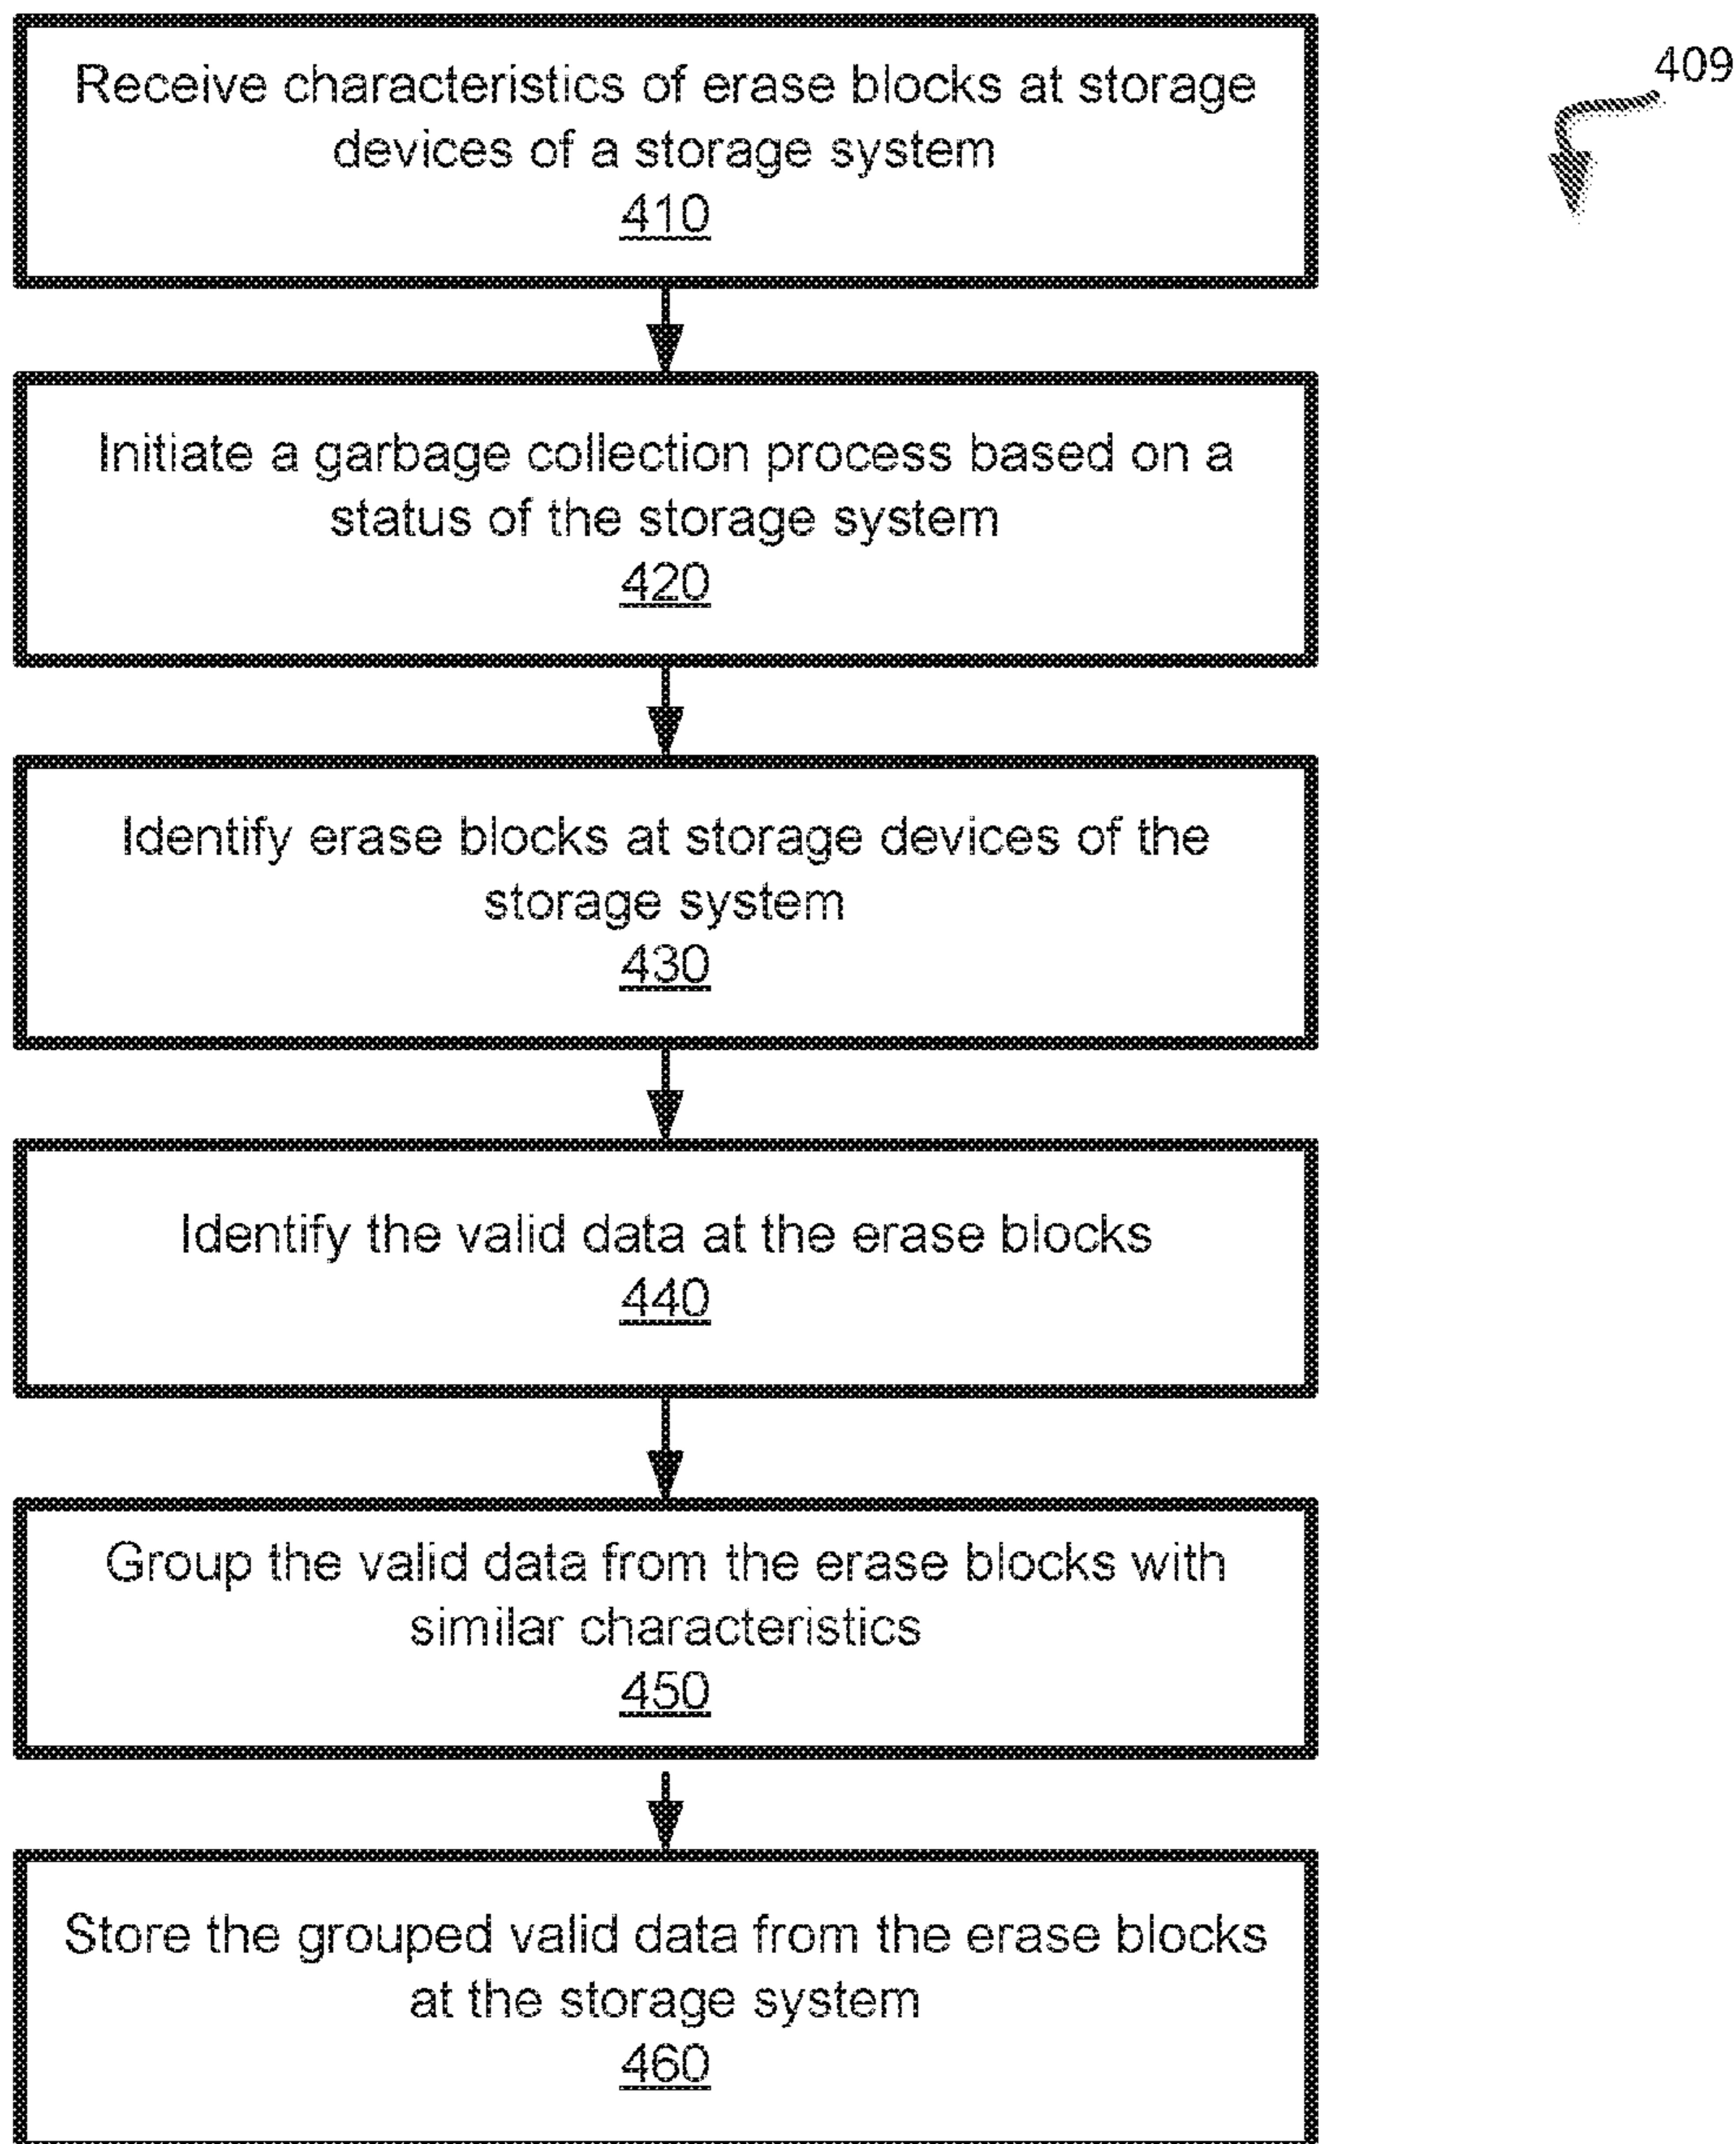 409
Receive characteristics of erase blocks at storage
devices of a storage system
410
Initiate a garbage collection process based on a
status of the storage system
420
Identify erase blocks at storage devices of the
storage system
430
Identify the valid data at the erase blocks
440
Group the valid data from the erase blocks with
similar characteristics
450
Store the grouped valid data from the erase blocks
at the storage system
460